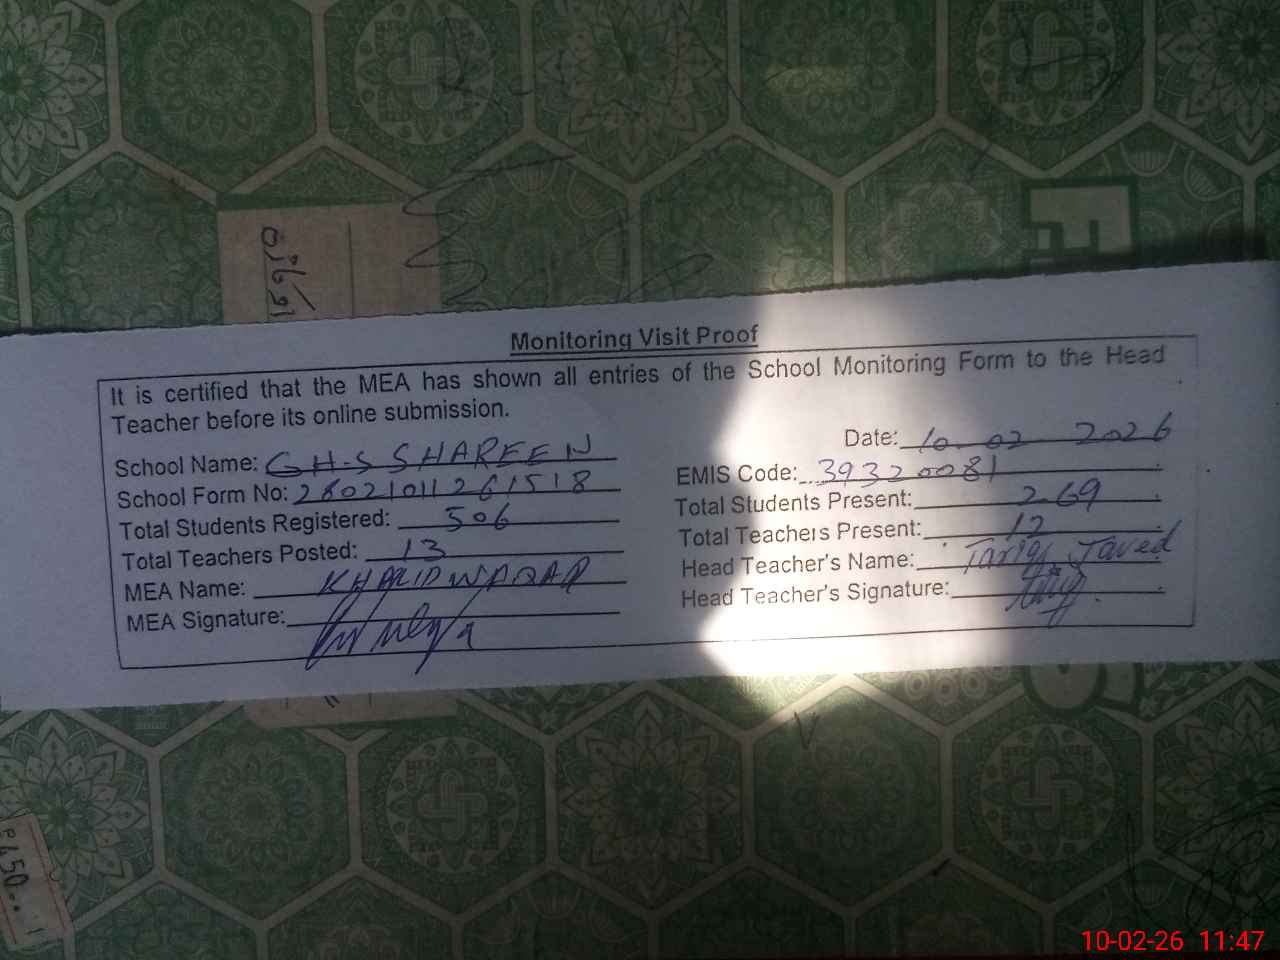 Monitoring Visit Proof
It is certified that the MEA has shown all entries of the School Monitoring Form to the Head
Teacher before its online submission.
Date: 10-02 2026
School Name: GHS SHAREEN
EMIS Code: 39320081
School Form No: 28021011261518
Total Students Present: 269
Total Students Registered: 506
Total Teachers Present: 12
Total Teachers Posted: 13
Head Teacher's Name: Tariq Javed
MEA Name: KHALID WAQAR
Head Teacher's Signature:
MEA Signature:
10-02-26 11:47